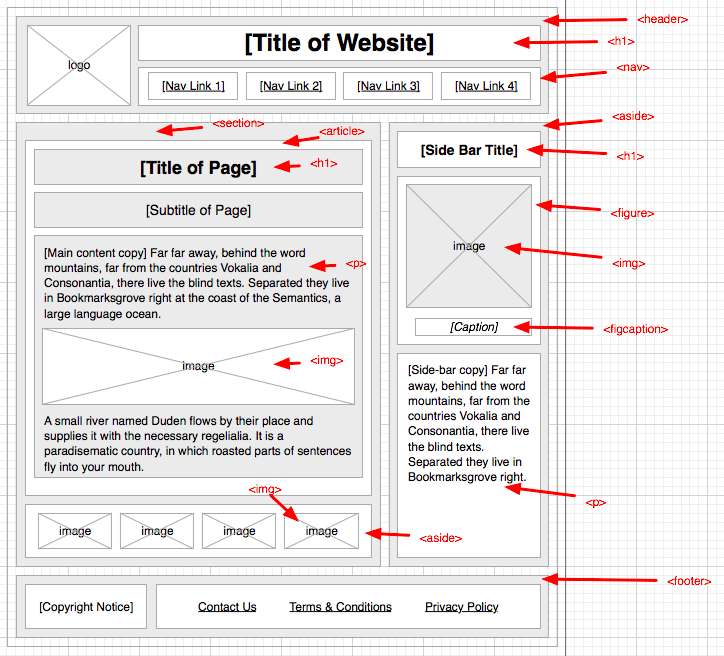 <header>
[Title of Website]
<h1>
logo
<nav>
[Nav Link 1] [Nav Link 2] [Nav Link 3] [Nav Link 4]
<section>
<article>
<aside>
[Title of Page]
<h1>
[Side Bar Title]
<h1>
[Subtitle of Page]
<figure>
[Main content copy] Far far away, behind the word
mountains, far from the countries Vokalia and
Consonantia, there live the blind texts. Separated they live
in Bookmarksgrove right at the coast of the Semantics, a
large language ocean.
<p>
image
<img>
[Caption]
<figcaption>
image
<img>
A small river named Duden flows by their place and
supplies it with the necessary regelialia. It is a
paradisematic country, in which roasted parts of sentences
fly into your mouth.
[Side-bar copy] Far far
away, behind the word
mountains, far from the
countries Vokalia and
Consonantia, there live
the blind texts.
Separated they live in
Bookmarksgrove right.
<p>
<img>
image image image image
<aside>
<footer>
[Copyright Notice]
Contact Us Terms & Conditions Privacy Policy